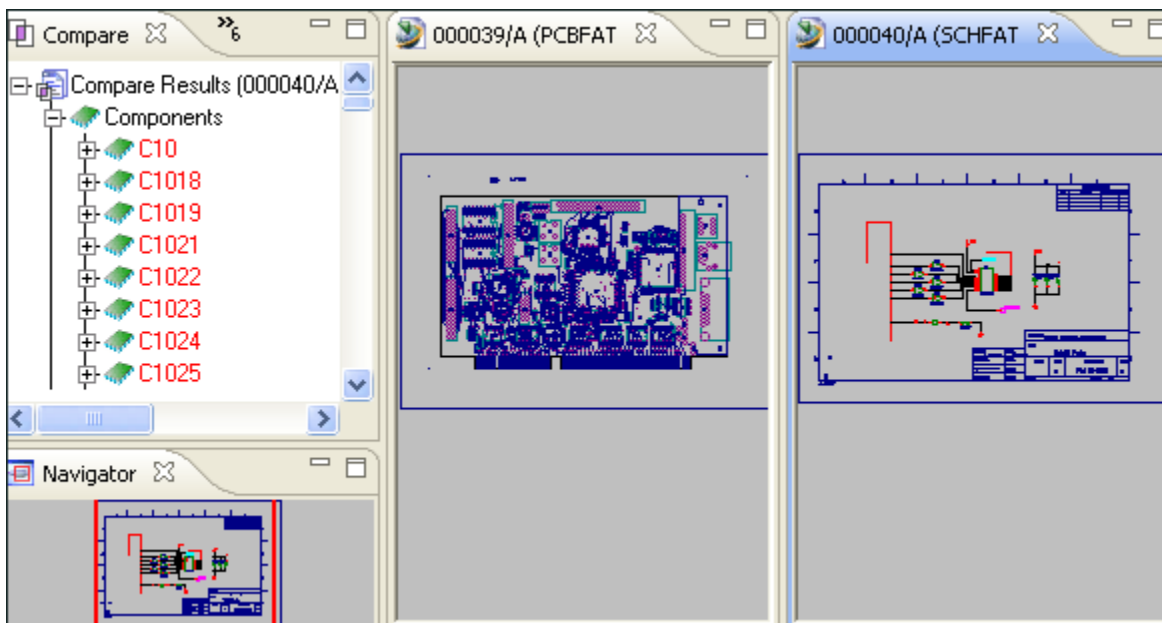 Compare
»6
000039/A (PCBFAT
000040/A (SCHFAT
Compare Results (000040/A
Components
C10
C1018
C1019
C1021
C1022
C1023
C1024
C1025
Navigator